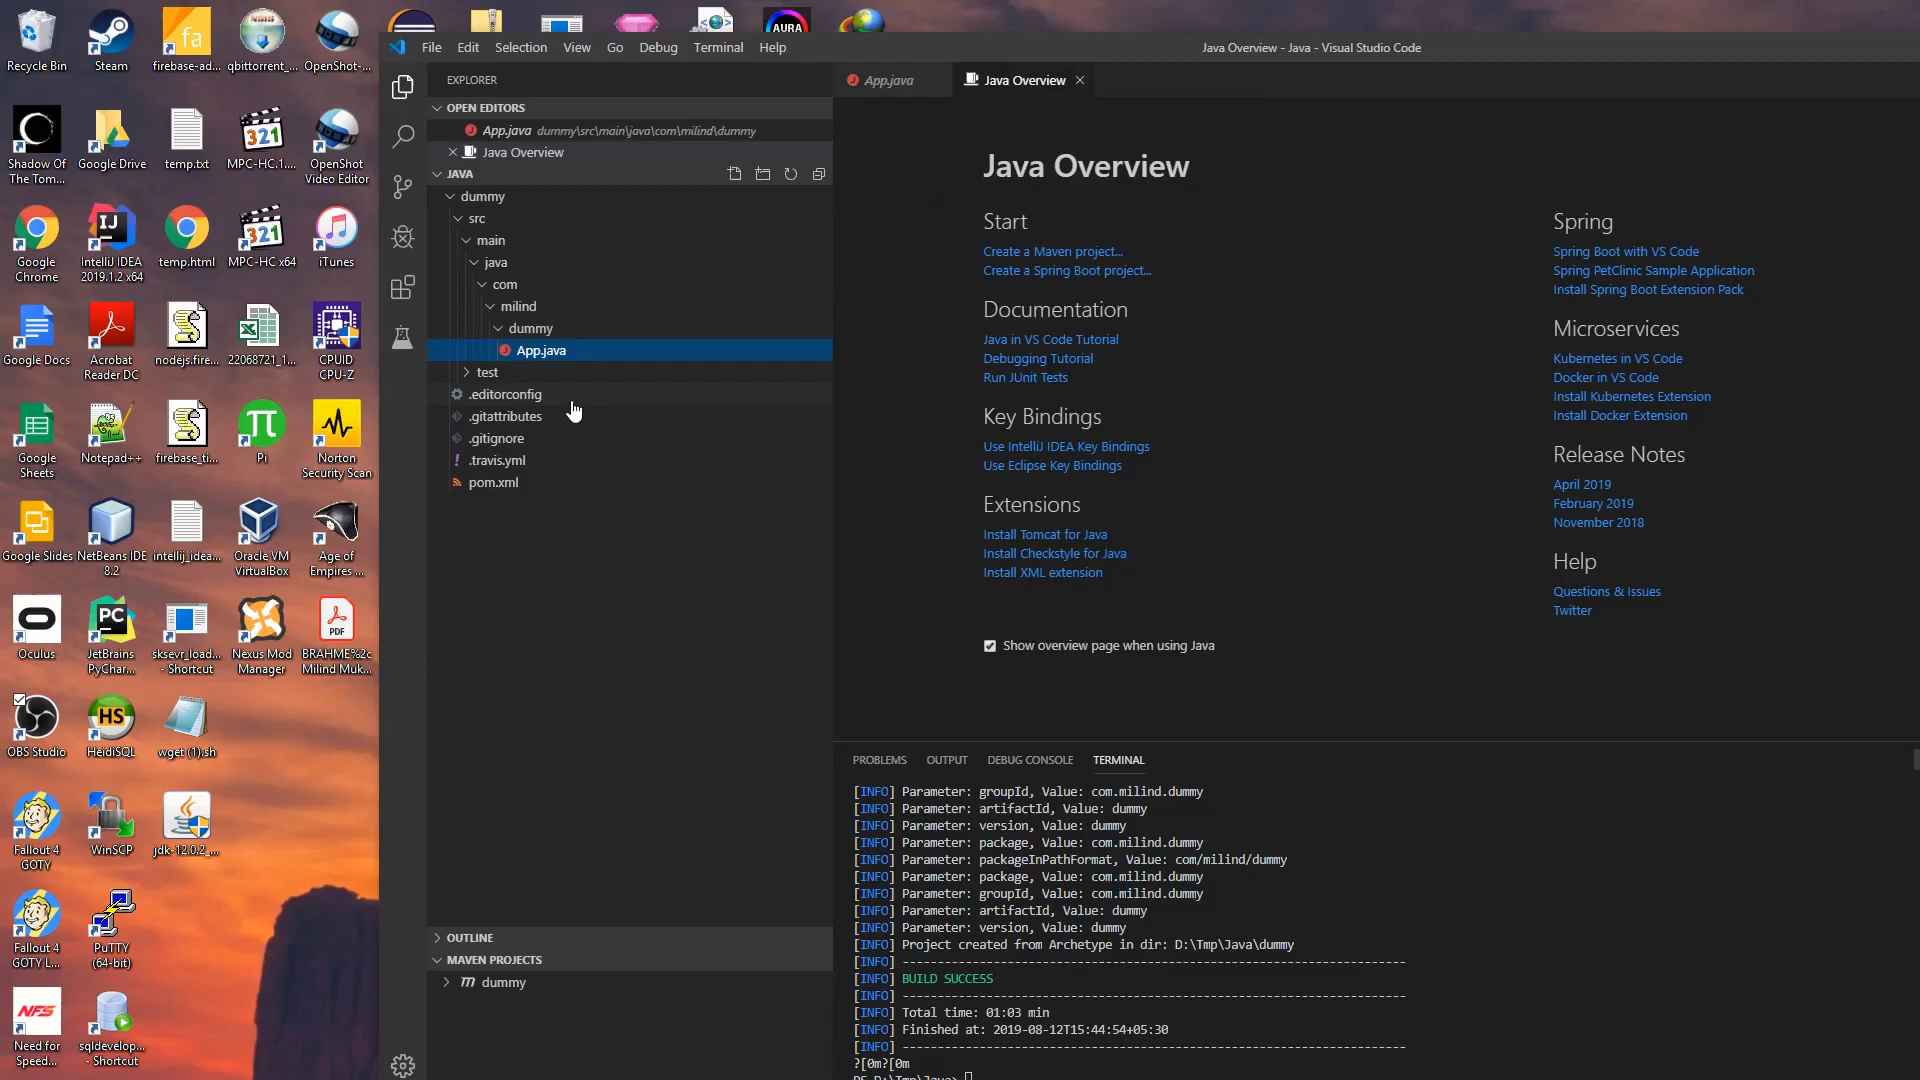 Recycle Bin
Steam
firebase-ad...
qbittorrent_...
OpenShot-...
Shadow Of
The Tom...
Google Drive
temp.txt
MPC-HC.1....
OpenShot
Video Editor
Google
Chrome
IntelliJ IDEA
2019.1.2 x64
temp.html
MPC-HC x64
iTunes
Google Docs
Acrobat
Reader DC
nodejs.fire...
22068721_1...
CPUID
CPU-Z
Google
Sheets
Notepad++
firebase_ti...
Pi
Norton
Security Scan
Google Slides
NetBeans IDE
8.2
intellij_idea...
Oracle VM
VirtualBox
Age of
Empires ...
Oculus
JetBrains
PyChar...
sksevr_load...
- Shortcut
Nexus Mod
Manager
BRAHME%2c
Milind Muk...
OBS Studio
HeidiSQL
wget (1).sh
Fallout 4
GOTY
WinSCP
jdk-12.0.2_...
Fallout 4
GOTY L...
PuTTY
(64-bit)
Need for
Speed...
sqldevelop...
- Shortcut
fa
NSIS
321
IJ
321
PC
PDF
HS
NFS
AURA
File Edit Selection View Go Debug Terminal Help
Java Overview - Java - Visual Studio Code
EXPLORER
OPEN EDITORS
App.java dummy\src\main\java\com\milind\dummy
Java Overview
JAVA
dummy
src
main
java
com
milind
dummy
App.java
test
.editorconfig
.gitattributes
.gitignore
.travis.yml
pom.xml
OUTLINE
MAVEN PROJECTS
dummy
App.java
Java Overview
Java Overview
Start
Create a Maven project...
Create a Spring Boot project...
Documentation
Java in VS Code Tutorial
Debugging Tutorial
Run JUnit Tests
Key Bindings
Use IntelliJ IDEA Key Bindings
Use Eclipse Key Bindings
Extensions
Install Tomcat for Java
Install Checkstyle for Java
Install XML extension
Show overview page when using Java
Spring
Spring Boot with VS Code
Spring PetClinic Sample Application
Install Spring Boot Extension Pack
Microservices
Kubernetes in VS Code
Docker in VS Code
Install Kubernetes Extension
Install Docker Extension
Release Notes
April 2019
February 2019
November 2018
Help
Questions & Issues
Twitter
PROBLEMS OUTPUT DEBUG CONSOLE TERMINAL
[INFO] Parameter: groupId, Value: com.milind.dummy
[INFO] Parameter: artifactId, Value: dummy
[INFO] Parameter: version, Value: dummy
[INFO] Parameter: package, Value: com.milind.dummy
[INFO] Parameter: packageInPathFormat, Value: com/milind/dummy
[INFO] Parameter: package, Value: com.milind.dummy
[INFO] Parameter: groupId, Value: com.milind.dummy
[INFO] Parameter: artifactId, Value: dummy
[INFO] Parameter: version, Value: dummy
[INFO] Project created from Archetype in dir: D:\Tmp\Java\dummy
[INFO] ------------------------------------------------------------------------
[INFO] BUILD SUCCESS
[INFO] ------------------------------------------------------------------------
[INFO] Total time: 01:03 min
[INFO] Finished at: 2019-08-12T15:44:54+05:30
[INFO] ------------------------------------------------------------------------
?[0m?[0m
PS D:\Tmp\Java>